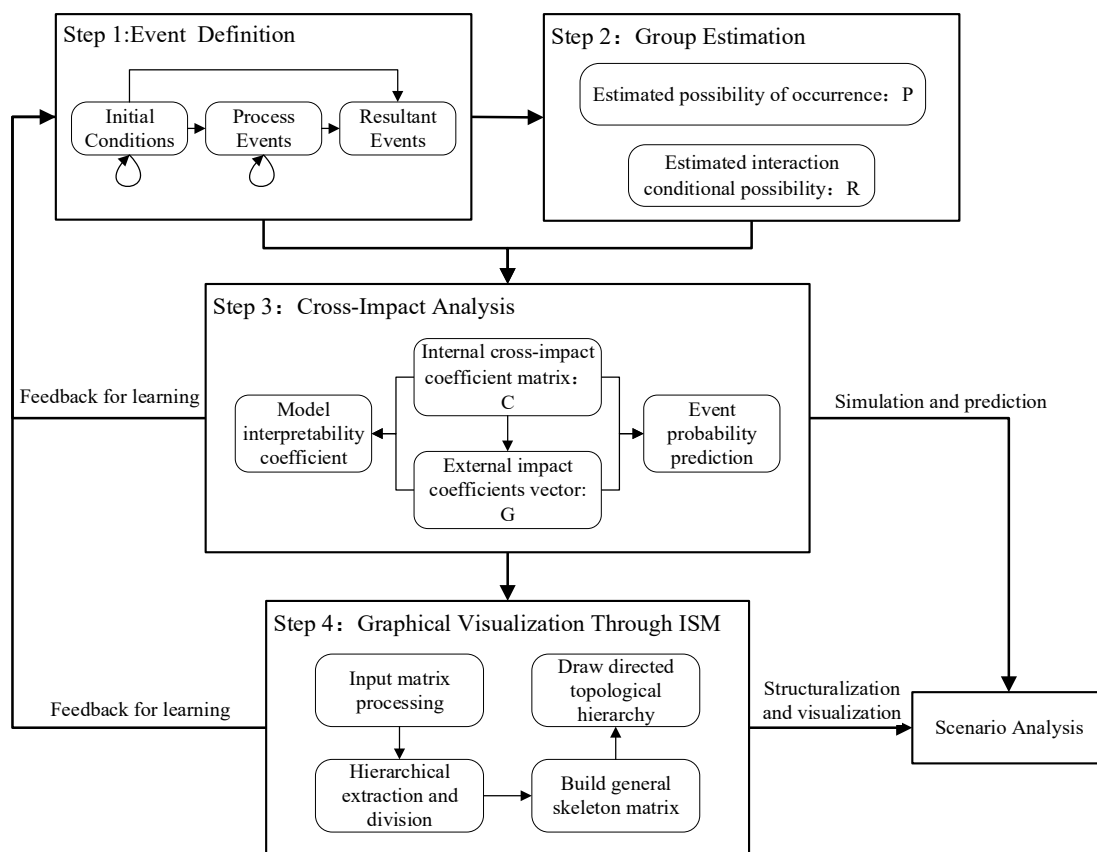 Step 1:Event Definition
Initial
Conditions
Process
Events
Resultant
Events
Step 2：Group Estimation
Estimated possibility of occurrence：P
Estimated interaction
conditional possibility：R
Step 3：Cross-Impact Analysis
Internal cross-impact
coefficient matrix：
C
Model
interpretability
coefficient
Event
probability
prediction
External impact
coefficients vector:
G
Feedback for learning
Simulation and prediction
Step 4：Graphical Visualization Through ISM
Input matrix
processing
Draw directed
topological
hierarchy
Hierarchical
extraction and
division
Build general
skeleton matrix
Feedback for learning
Structuralization
and visualization
Scenario Analysis